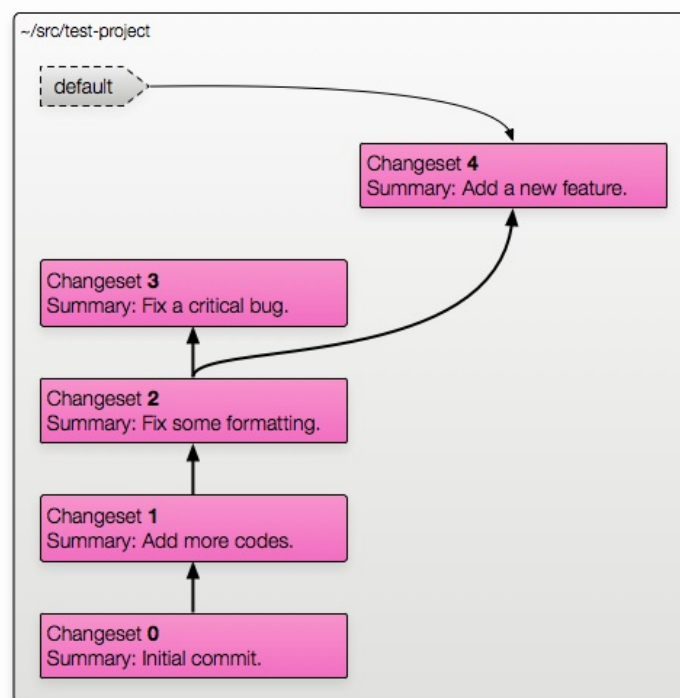 ~/src/test-project
default
Changeset 4
Summary: Add a new feature.
Changeset 3
Summary: Fix a critical bug.
Changeset 2
Summary: Fix some formatting.
Changeset 1
Summary: Add more codes.
Changeset 0
Summary: Initial commit.